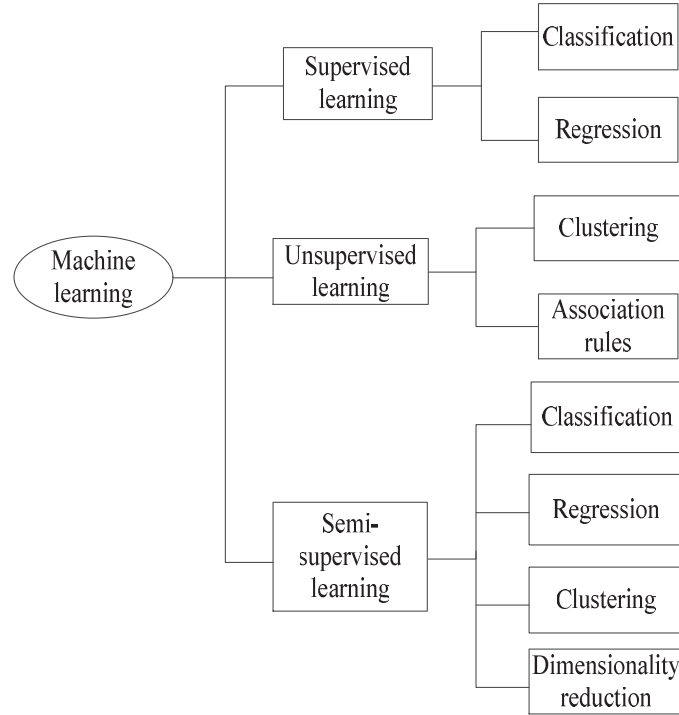 Machine
learning
Supervised
learning
Classification
Regression
Unsupervised
learning
Clustering
Association
rules
Semi-
supervised
learning
Classification
Regression
Clustering
Dimensionality
reduction